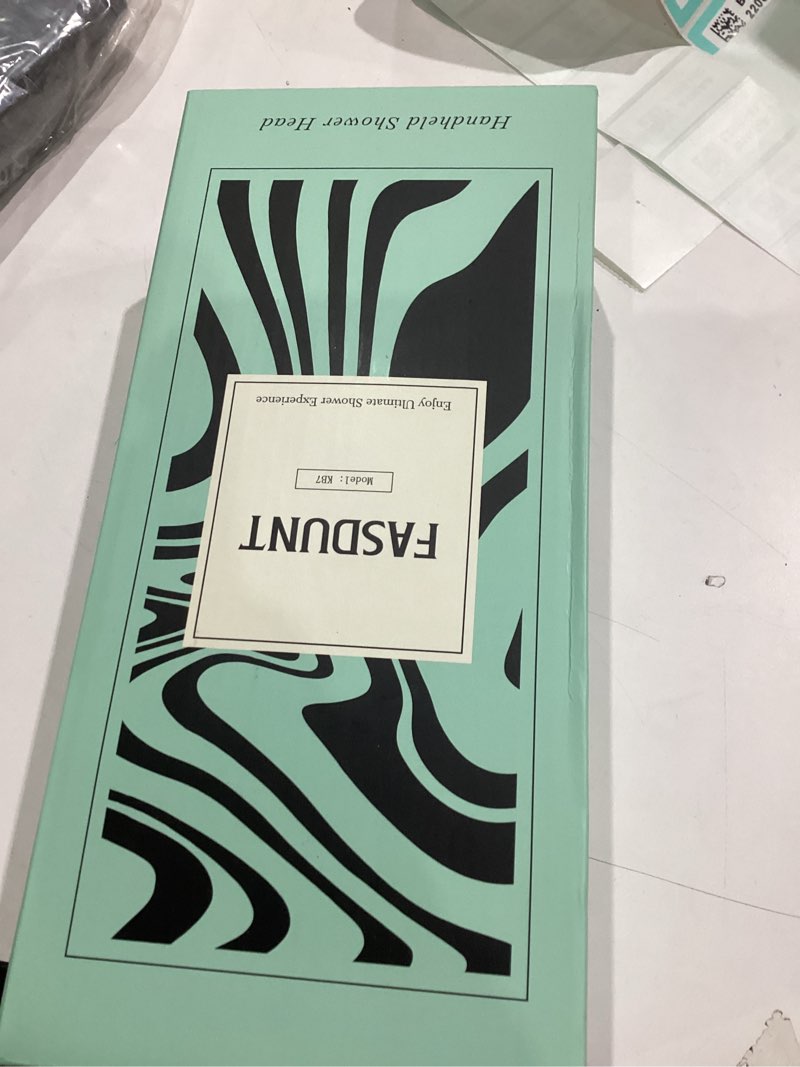 FASDUNT
Model: KB7
Enjoy Ultimate Shower Experience
Handheld Shower Head